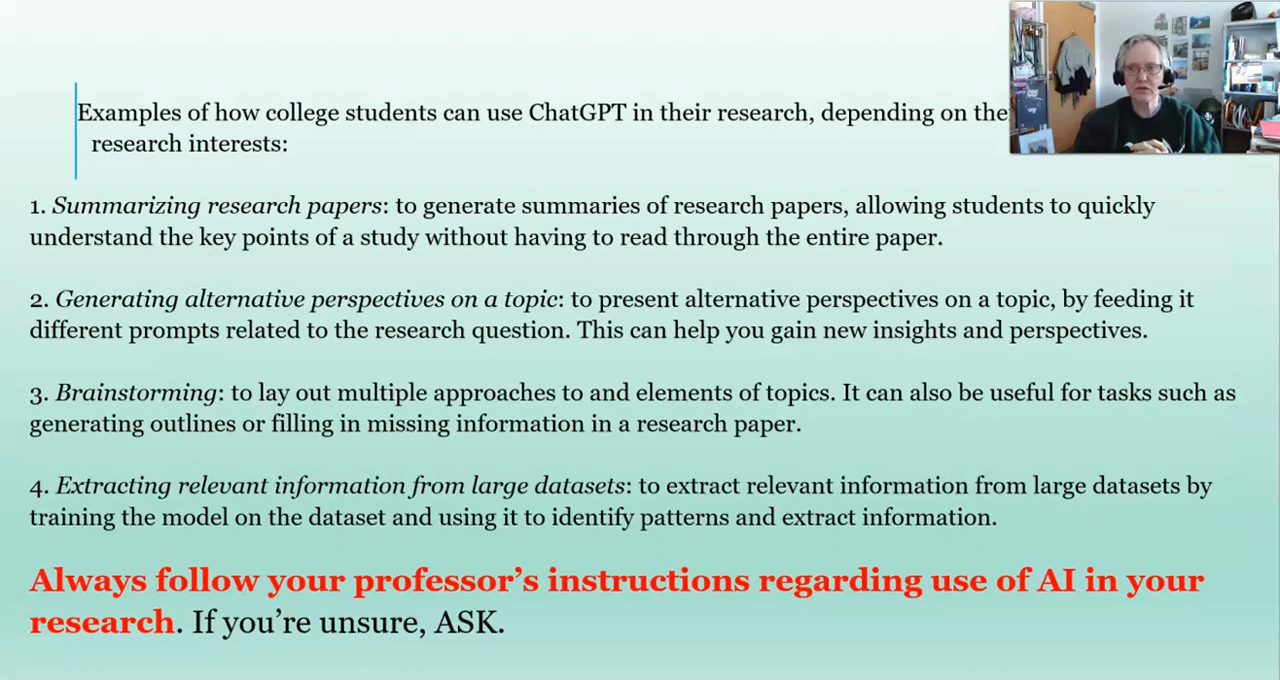 Examples of how college students can use ChatGPT in their research, depending on
research interests:
1. Summarizing research papers: to generate summaries of research papers, allowing students to quickly
understand the key points of a study without having to read through the entire paper.
2. Generating alternative perspectives on a topic: to present alternative perspectives on a topic, by feeding it
different prompts related to the research question. This can help you gain new insights and perspectives.
3. Brainstorming: to lay out multiple approaches to and elements of topics. It can also be useful for tasks such as
generating outlines or filling in missing information in a research paper.
4. Extracting relevant information from large datasets: to extract relevant information from large datasets by
training the model on the dataset and using it to identify patterns and extract information.
Always follow your professor’s instructions regarding use of AI in your
research. If you’re unsure, ASK.